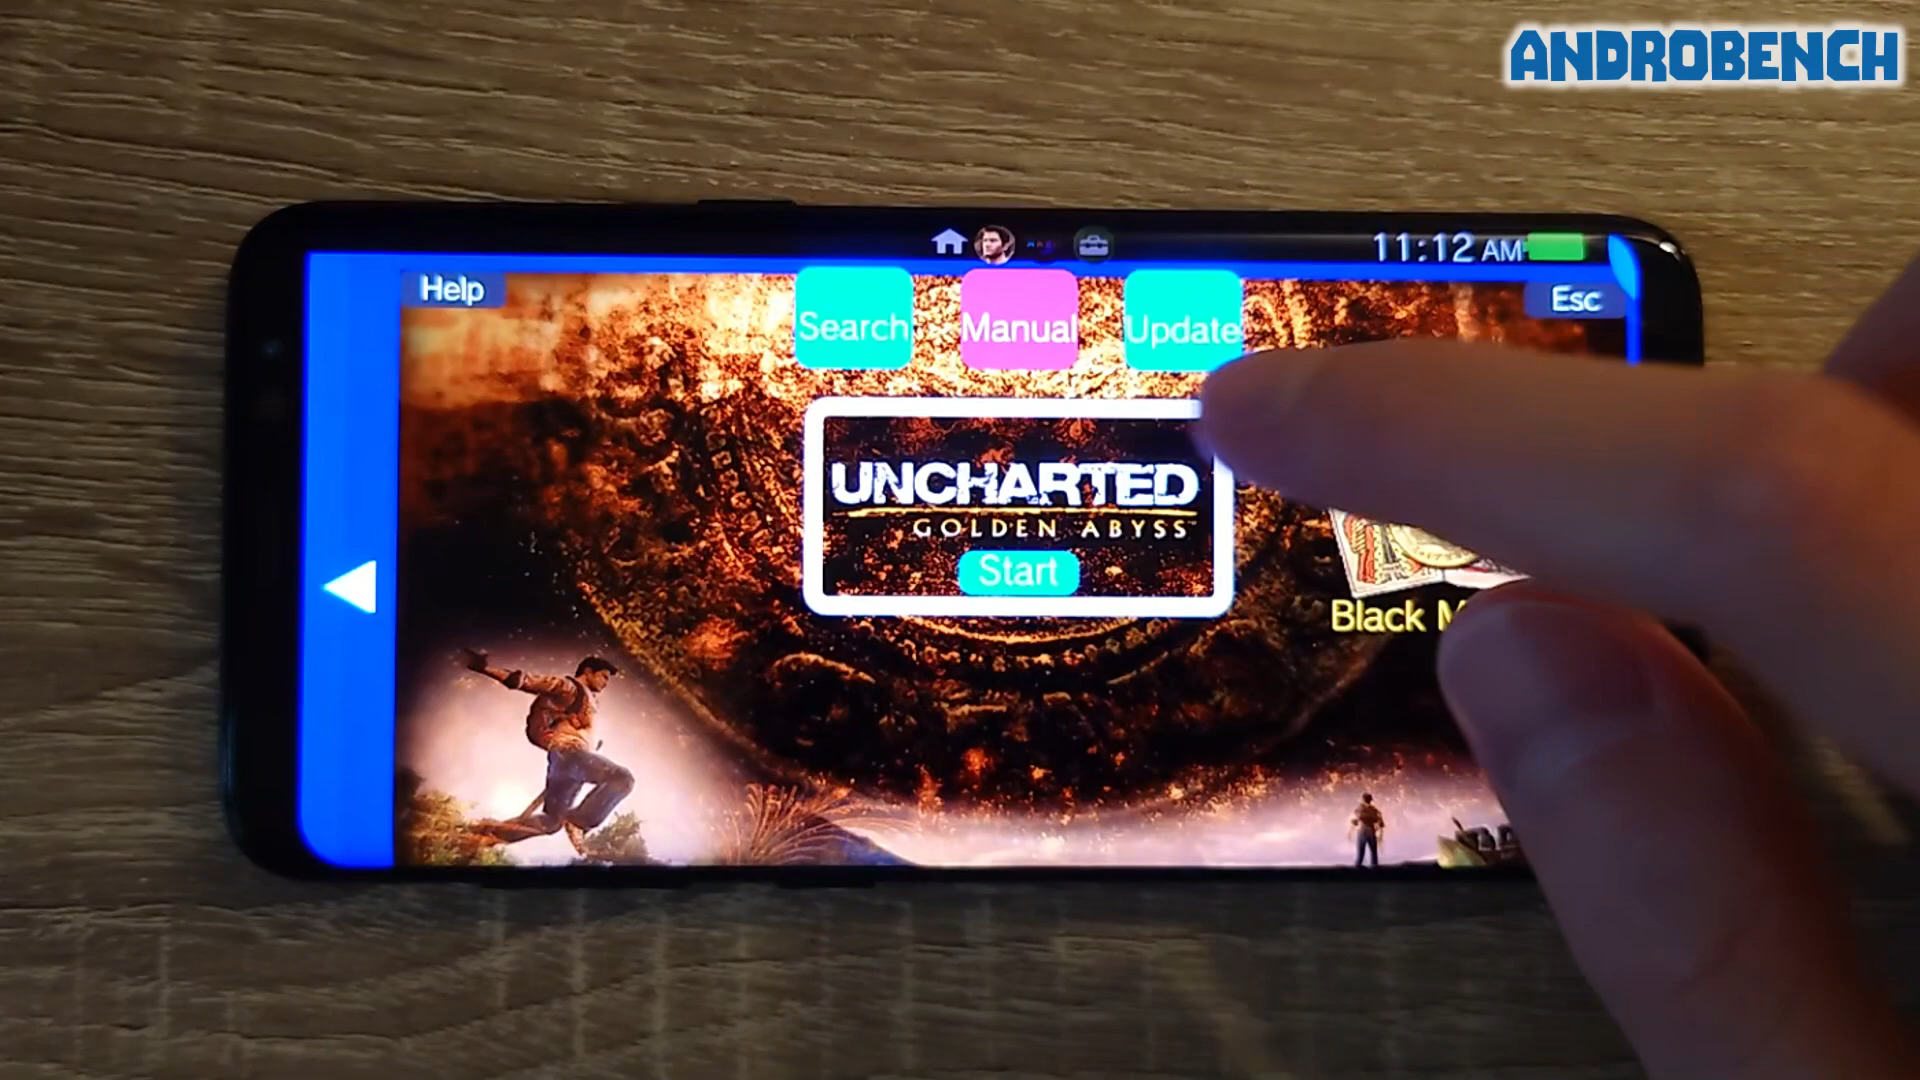 ANDROBENCH
11:12 AM
Help
Esc
Search
Manual
Update
UNCHARTED
GOLDEN ABYSS
Start
Black